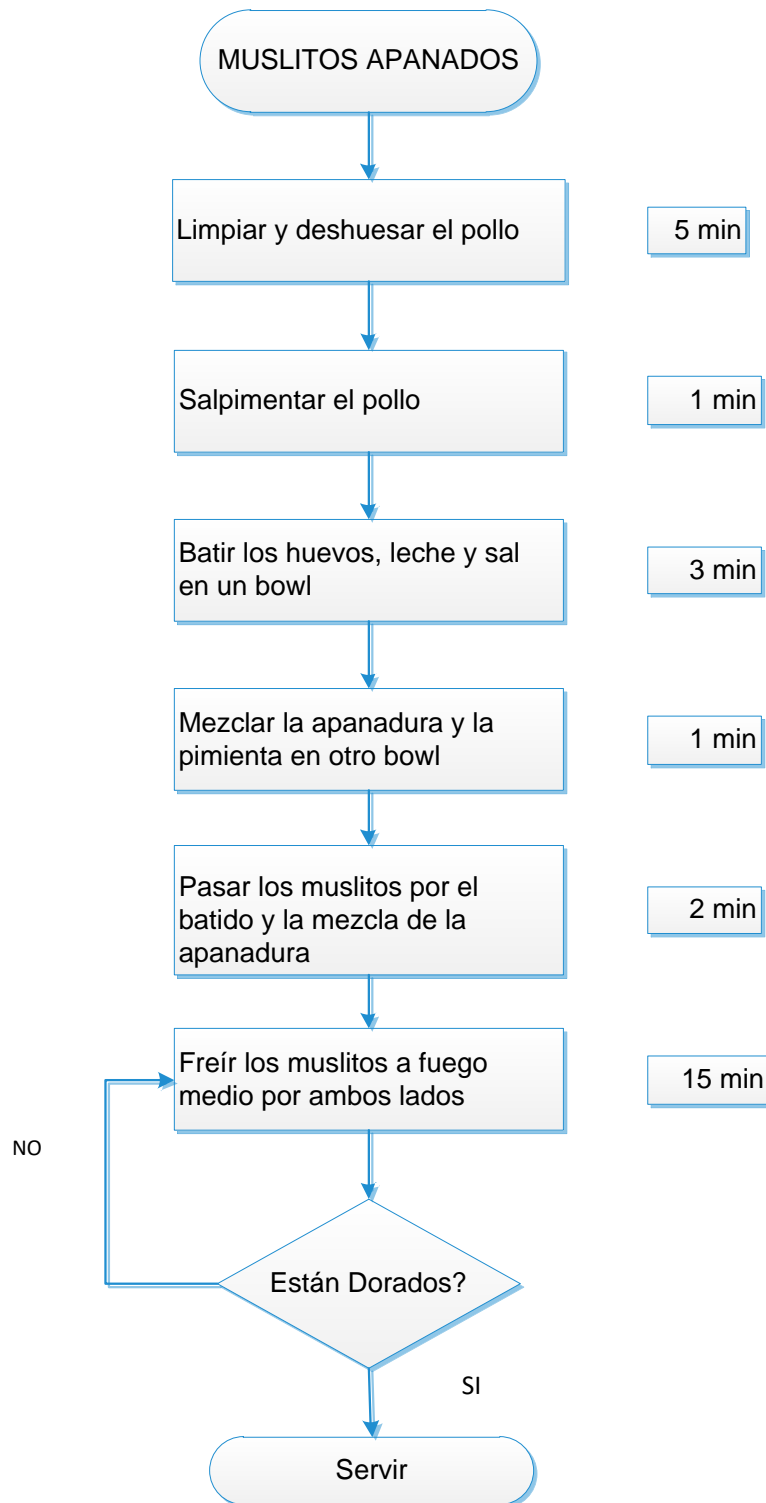 MUSLITOS APANADOS
Limpiar y deshuesar el pollo
5 min
Salpimentar el pollo
1 min
Batir los huevos, leche y sal
en un bowl
3 min
Mezclar la apanadura y la
pimienta en otro bowl
1 min
Pasar los muslitos por el
batido y la mezcla de la
apanadura
2 min
Freír los muslitos a fuego
medio por ambos lados
15 min
NO
Están Dorados?
SI
Servir